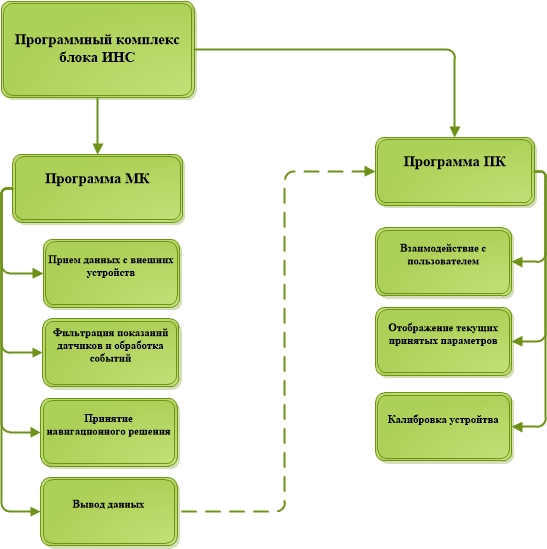 Программный комплекс
блока ИНС
Программа МК
Прием данных с внешних
устройств
Фильтрация показаний
датчиков и обработка
событий
Принятие
навигационного решения
Вывод данных
Программа ПК
Взаимодействие с
пользователем
Отображение текущих
принятых параметров
Калибровка устройтва